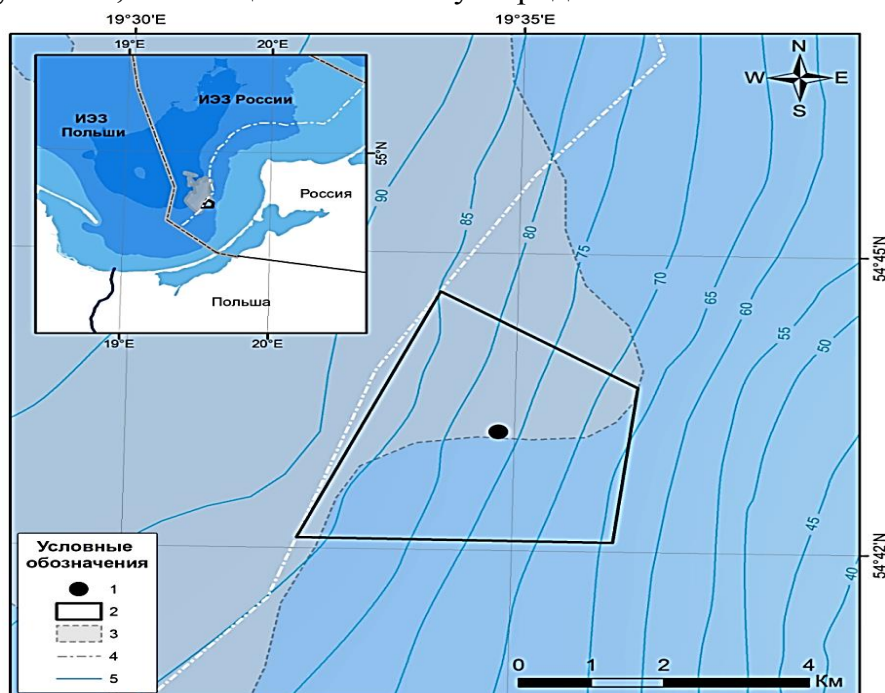 19°30'E 19°35'E
19°E 20°E
ИЭЗ России
ИЭЗ
Польши
55°N
Россия
Польша
19°E 20°E
N
W E
S
90
85
80
75
70
65
60
55
50
45
40
54°45'N
54°42'N
Условные
обозначения
1
2
3
4
5
0 1 2 4
Км